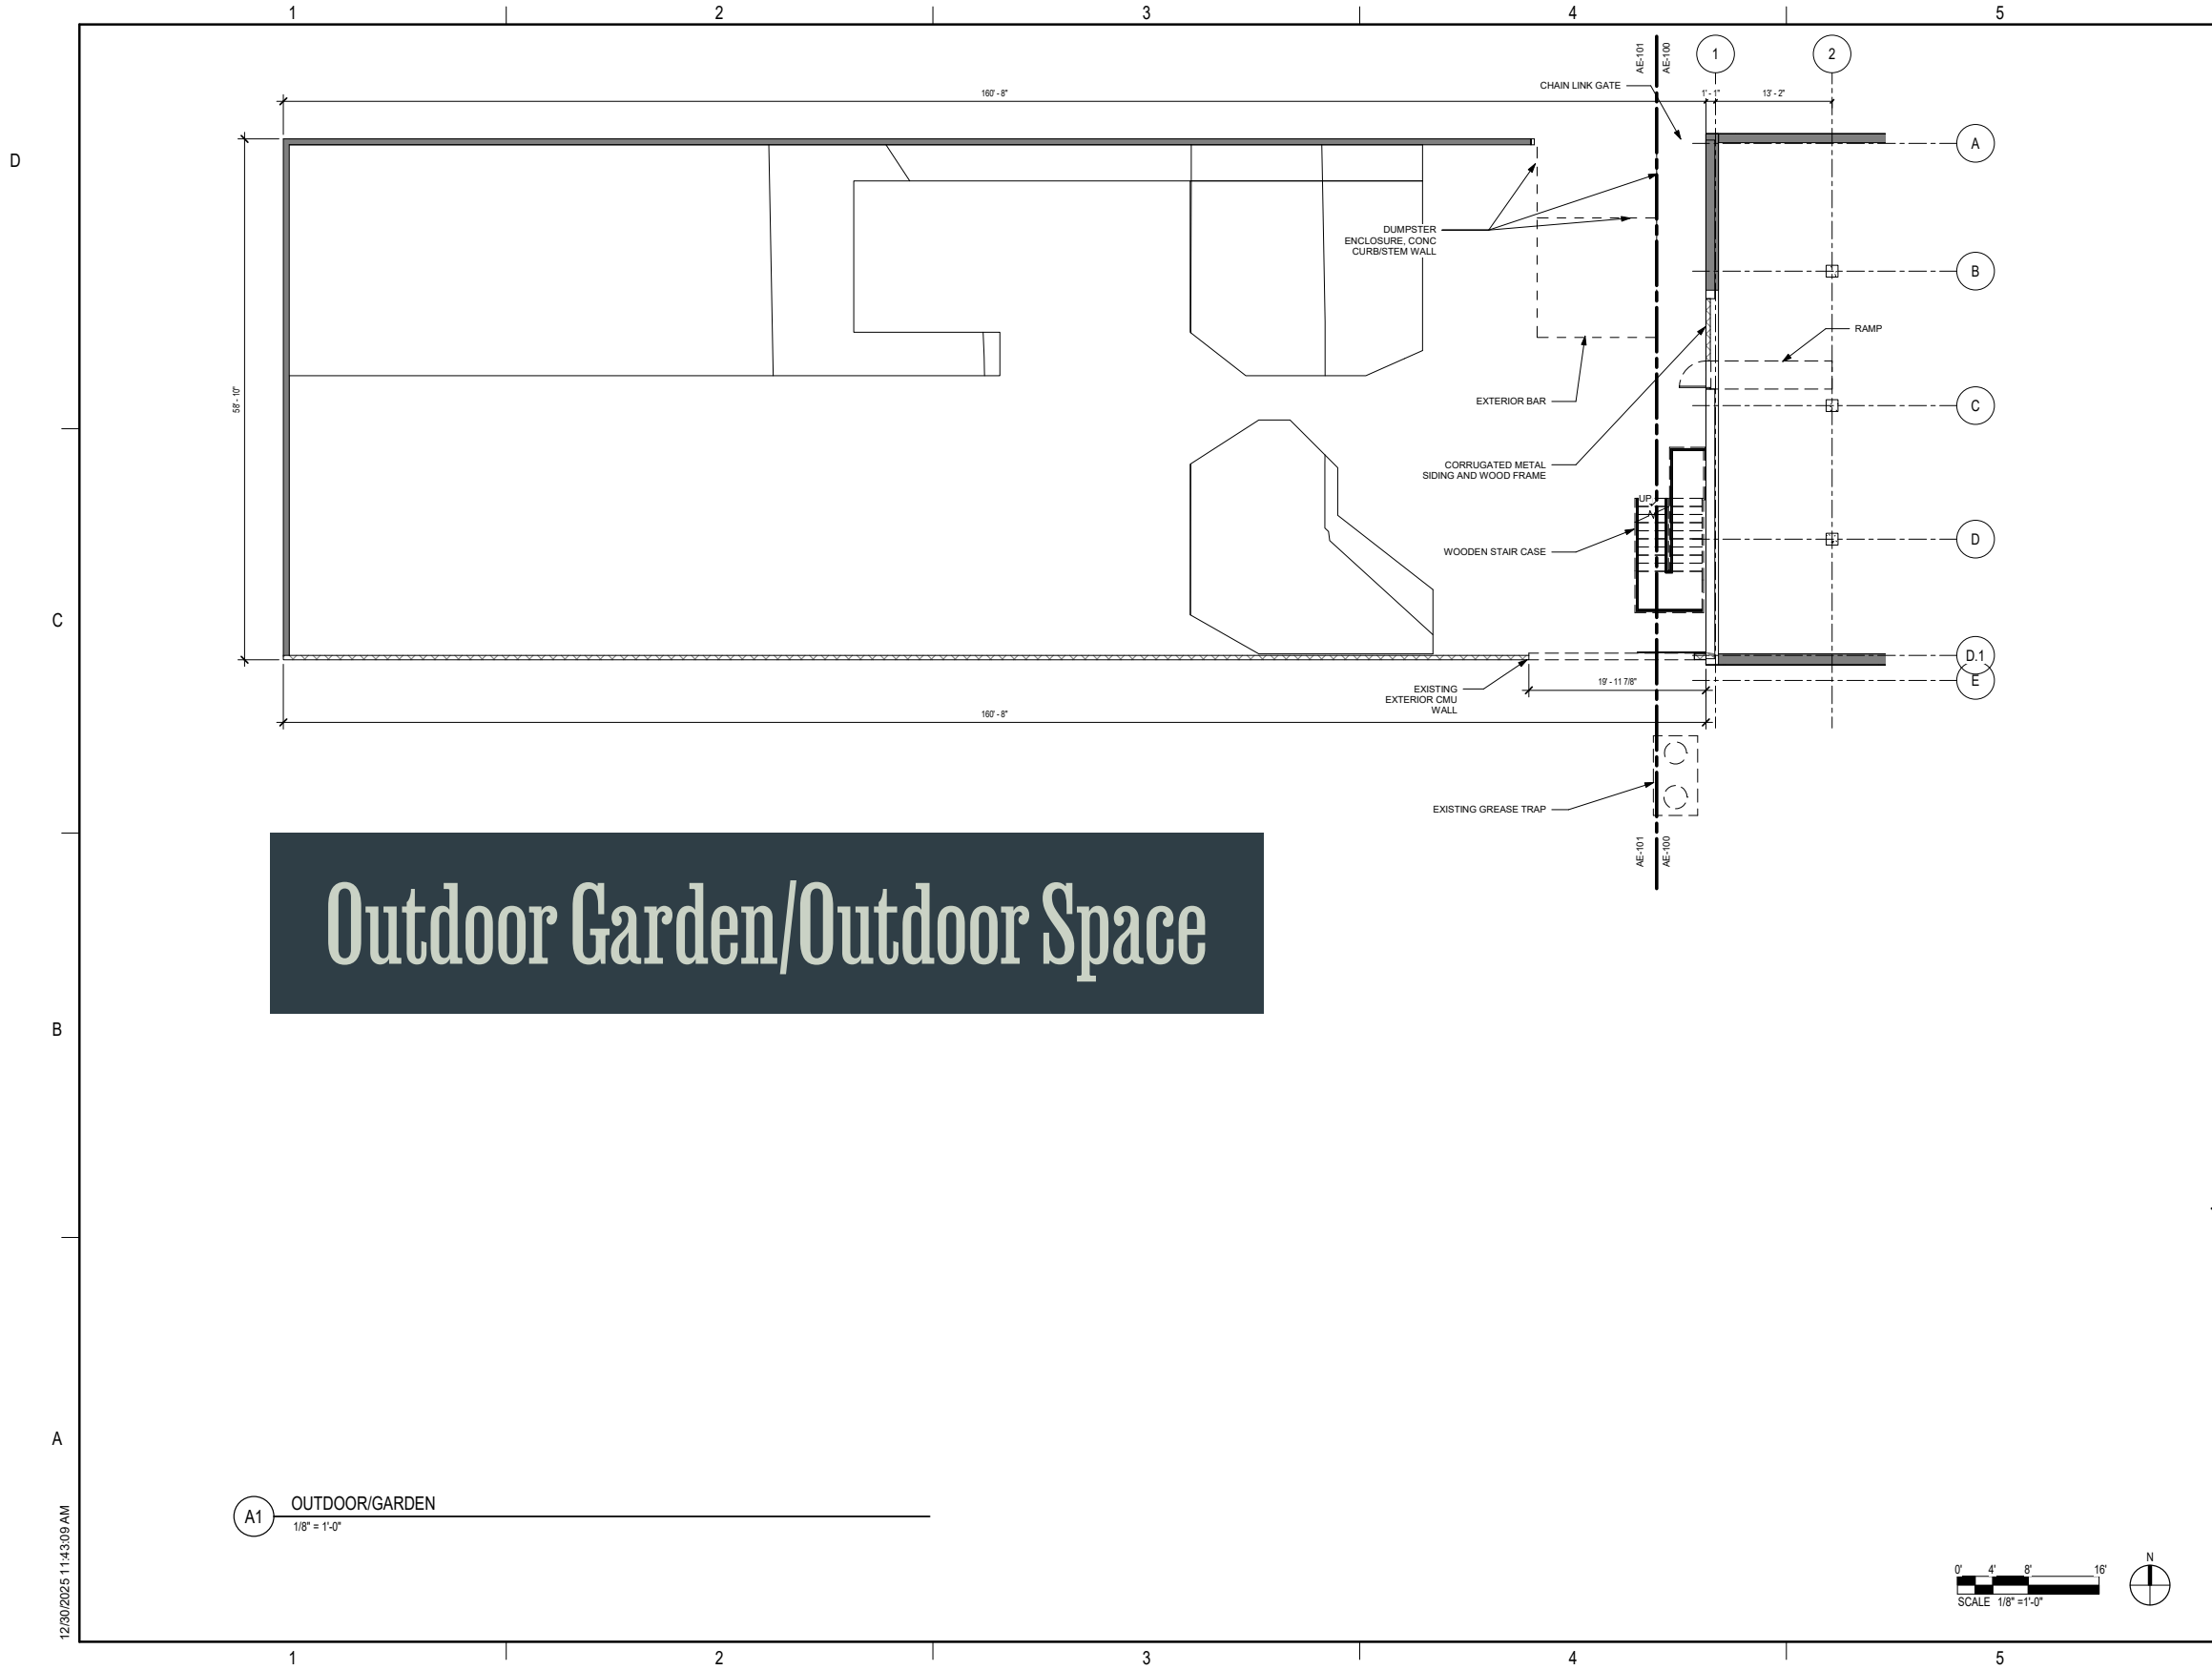 1 2 3 4 5
AE-101
AE-100
1
2
CHAIN LINK GATE
160' - 8"
1' - 1"
13' - 2"
D
A
B
C
D
D.1
E
DUMPSTER
ENCLOSURE, CONC
CURB/STEM WALL
RAMP
58' - 10"
EXTERIOR BAR
CORRUGATED METAL
SIDING AND WOOD FRAME
UP
WOODEN STAIR CASE
C
EXISTING
EXTERIOR CMU
WALL
19' - 11 7/8"
160' - 8"
EXISTING GREASE TRAP
AE-101
AE-100
Outdoor Garden/Outdoor Space
B
A
A1
OUTDOOR/GARDEN
1/8" = 1'-0"
12/30/2025 11:43:09 AM
0' 4' 8' 16'
SCALE 1/8" =1'-0"
N
1 2 3 4 5